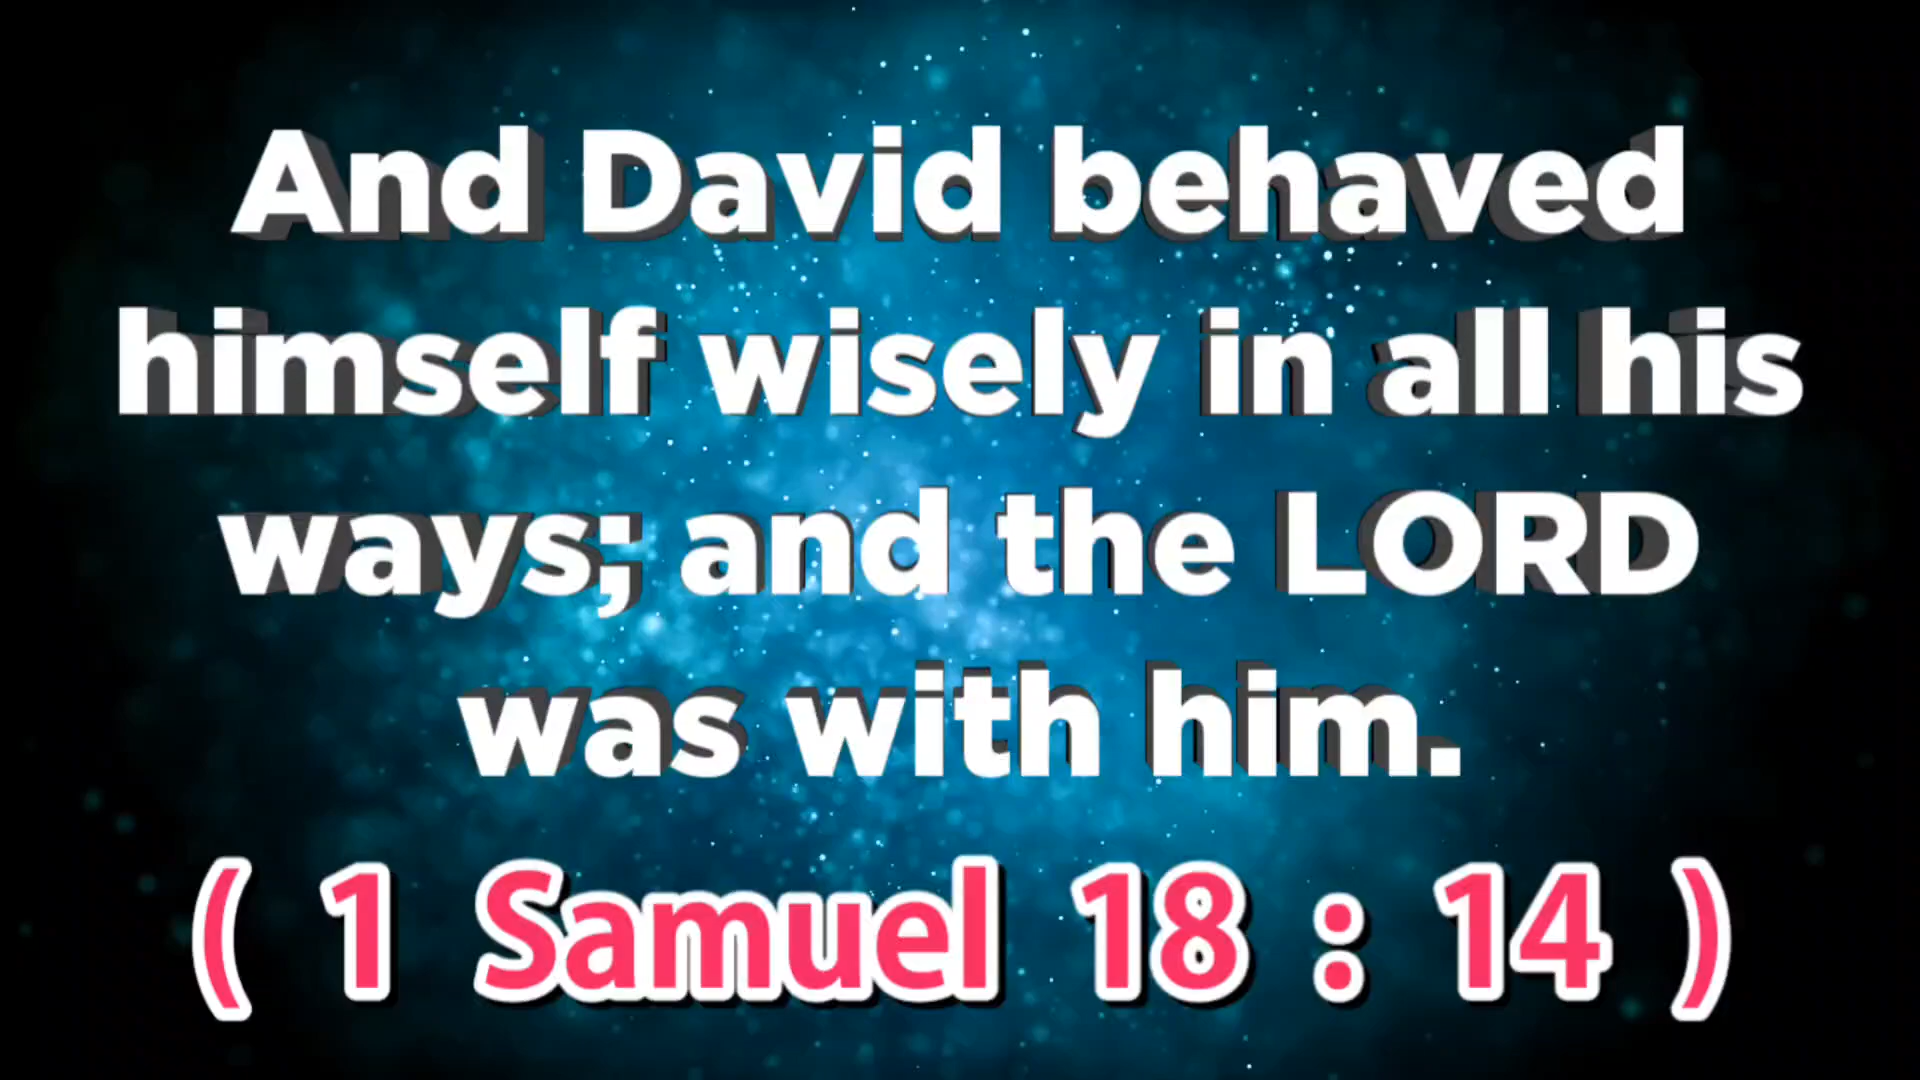 And David behaved
himself wisely in all his
ways; and the LORD
was with him.
( 1 Samuel 18 : 14 )